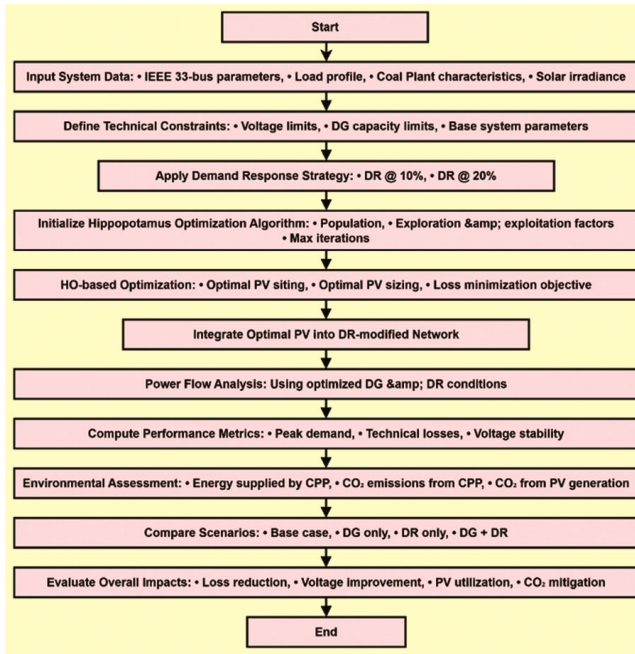 Start
Input System Data: • IEEE 33-bus parameters, • Load profile, • Coal Plant characteristics, • Solar irradiance
Define Technical Constraints: • Voltage limits, • DG capacity limits, • Base system parameters
Apply Demand Response Strategy: • DR @ 10%, • DR @ 20%
Initialize Hippopotamus Optimization Algorithm: • Population, • Exploration &amp; exploitation factors
• Max iterations
HO-based Optimization: • Optimal PV siting, • Optimal PV sizing, • Loss minimization objective
Integrate Optimal PV into DR-modified Network
Power Flow Analysis: Using optimized DG &amp; DR conditions
Compute Performance Metrics: • Peak demand, • Technical losses, • Voltage stability
Environmental Assessment: • Energy supplied by CPP, • CO₂ emissions from CPP, • CO₂ from PV generation
Compare Scenarios: • Base case, • DG only, • DR only, • DG + DR
Evaluate Overall Impacts: • Loss reduction, • Voltage improvement, • PV utilization, • CO₂ mitigation
End